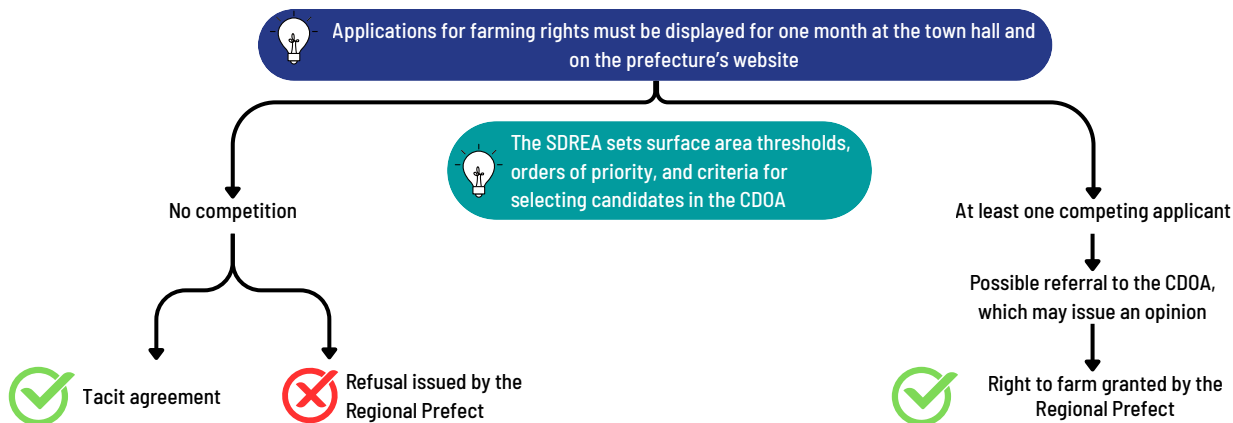 Applications for farming rights must be displayed for one month at the town hall and
on the prefecture's website
The SDREA sets surface area thresholds,
orders of priority, and criteria for
selecting candidates in the CDOA
No competition
At least one competing applicant
Possible referral to the CDOA,
which may issue an opinion
Tacit agreement
Refusal issued by the
Regional Prefect
Right to farm granted by the
Regional Prefect